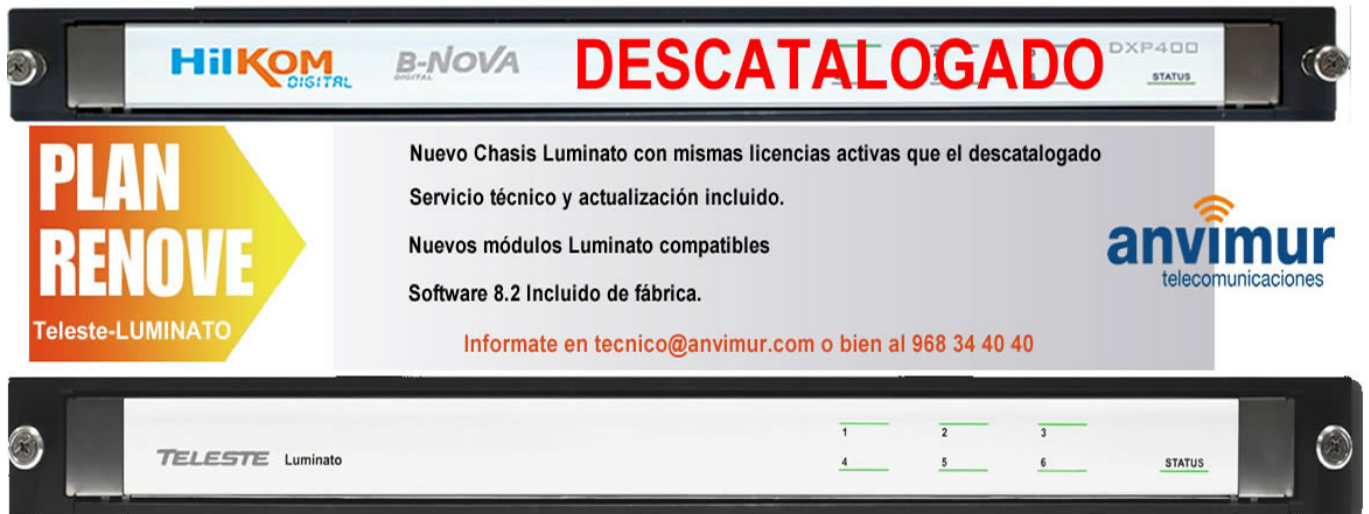 HilKOM
DIGITAL
B-NOVA
DIGITAL
DESCATALOGADO
DXP400
STATUS
PLAN
RENOVE
Teleste-LUMINATO
Nuevo Chasis Luminato con mismas licencias activas que el descatalogado
Servicio técnico y actualización incluido.
Nuevos módulos Luminato compatibles
Software 8.2 Incluido de fábrica.
Informate en tecnico@anvimur.com o bien al 968 34 40 40
anvimur
telecomunicaciones
TELESTE Luminato
1 2 3
4 5 6 STATUS